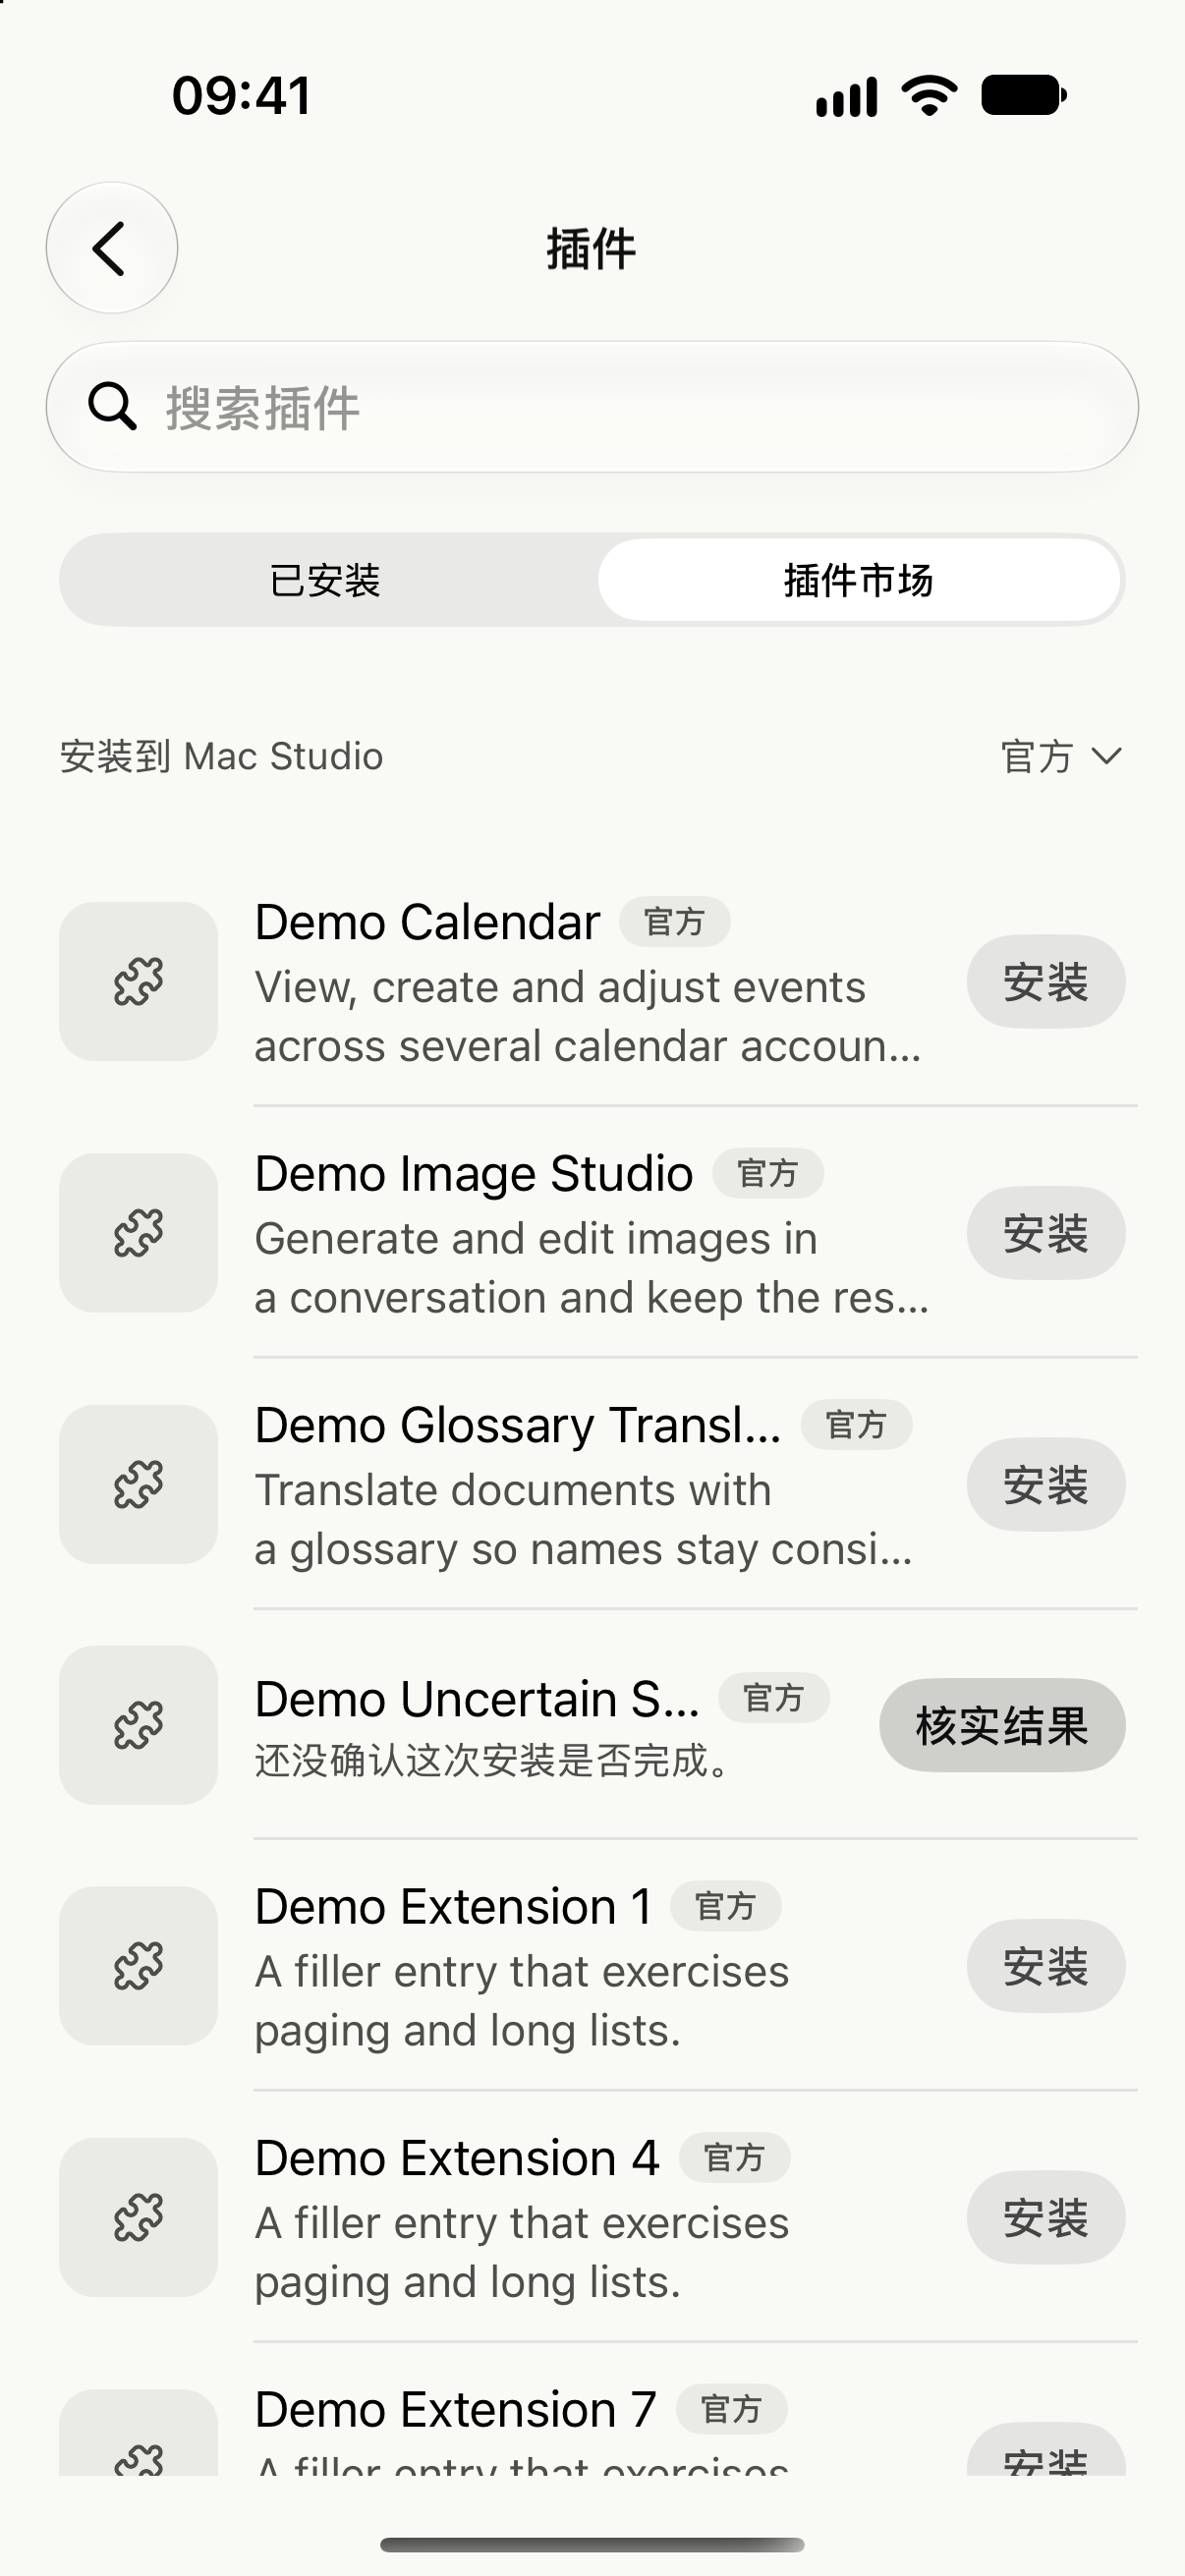 09:41
插件
搜索插件
已安装
插件市场
安装到 Mac Studio
官方
Demo Calendar 官方
View, create and adjust events
across several calendar accoun...
安装
Demo Image Studio 官方
Generate and edit images in
a conversation and keep the res...
安装
Demo Glossary Transl... 官方
Translate documents with
a glossary so names stay consi...
安装
Demo Uncertain S... 官方
还没确认这次安装是否完成。
核实结果
Demo Extension 1 官方
A filler entry that exercises
paging and long lists.
安装
Demo Extension 4 官方
A filler entry that exercises
paging and long lists.
安装
Demo Extension 7 官方
A filler entry that exercises
安装